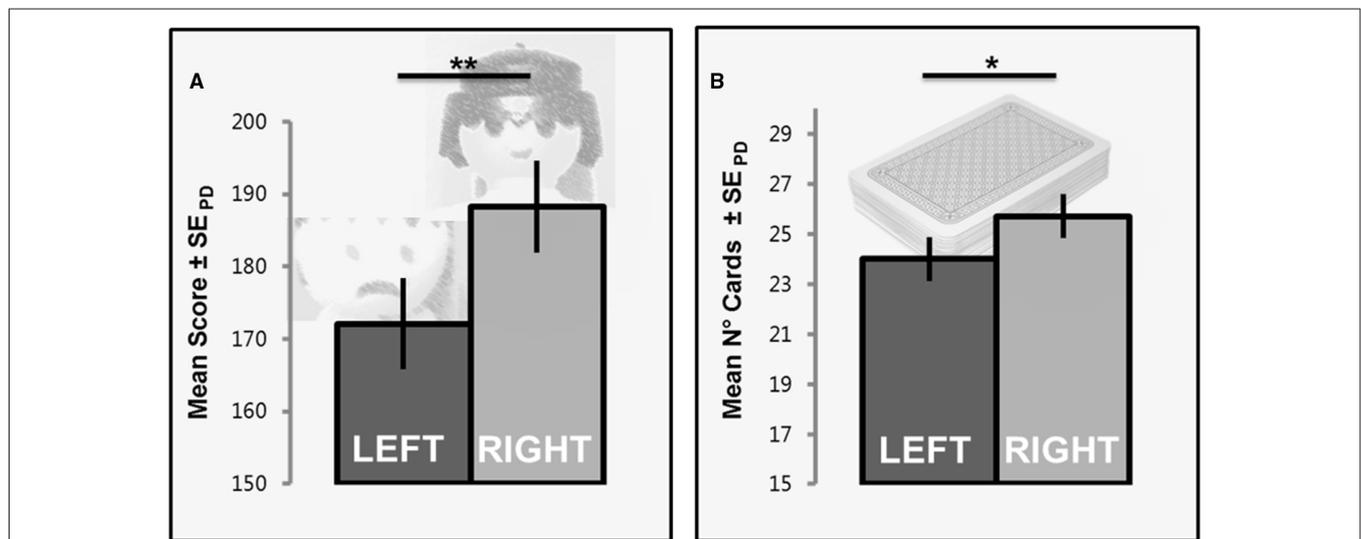 A
**
200
190
180
170
160
150
Mean Score ± SE PD
LEFT
RIGHT
B
*
29
27
25
23
21
19
17
15
Mean N° Cards ± SE PD
LEFT
RIGHT